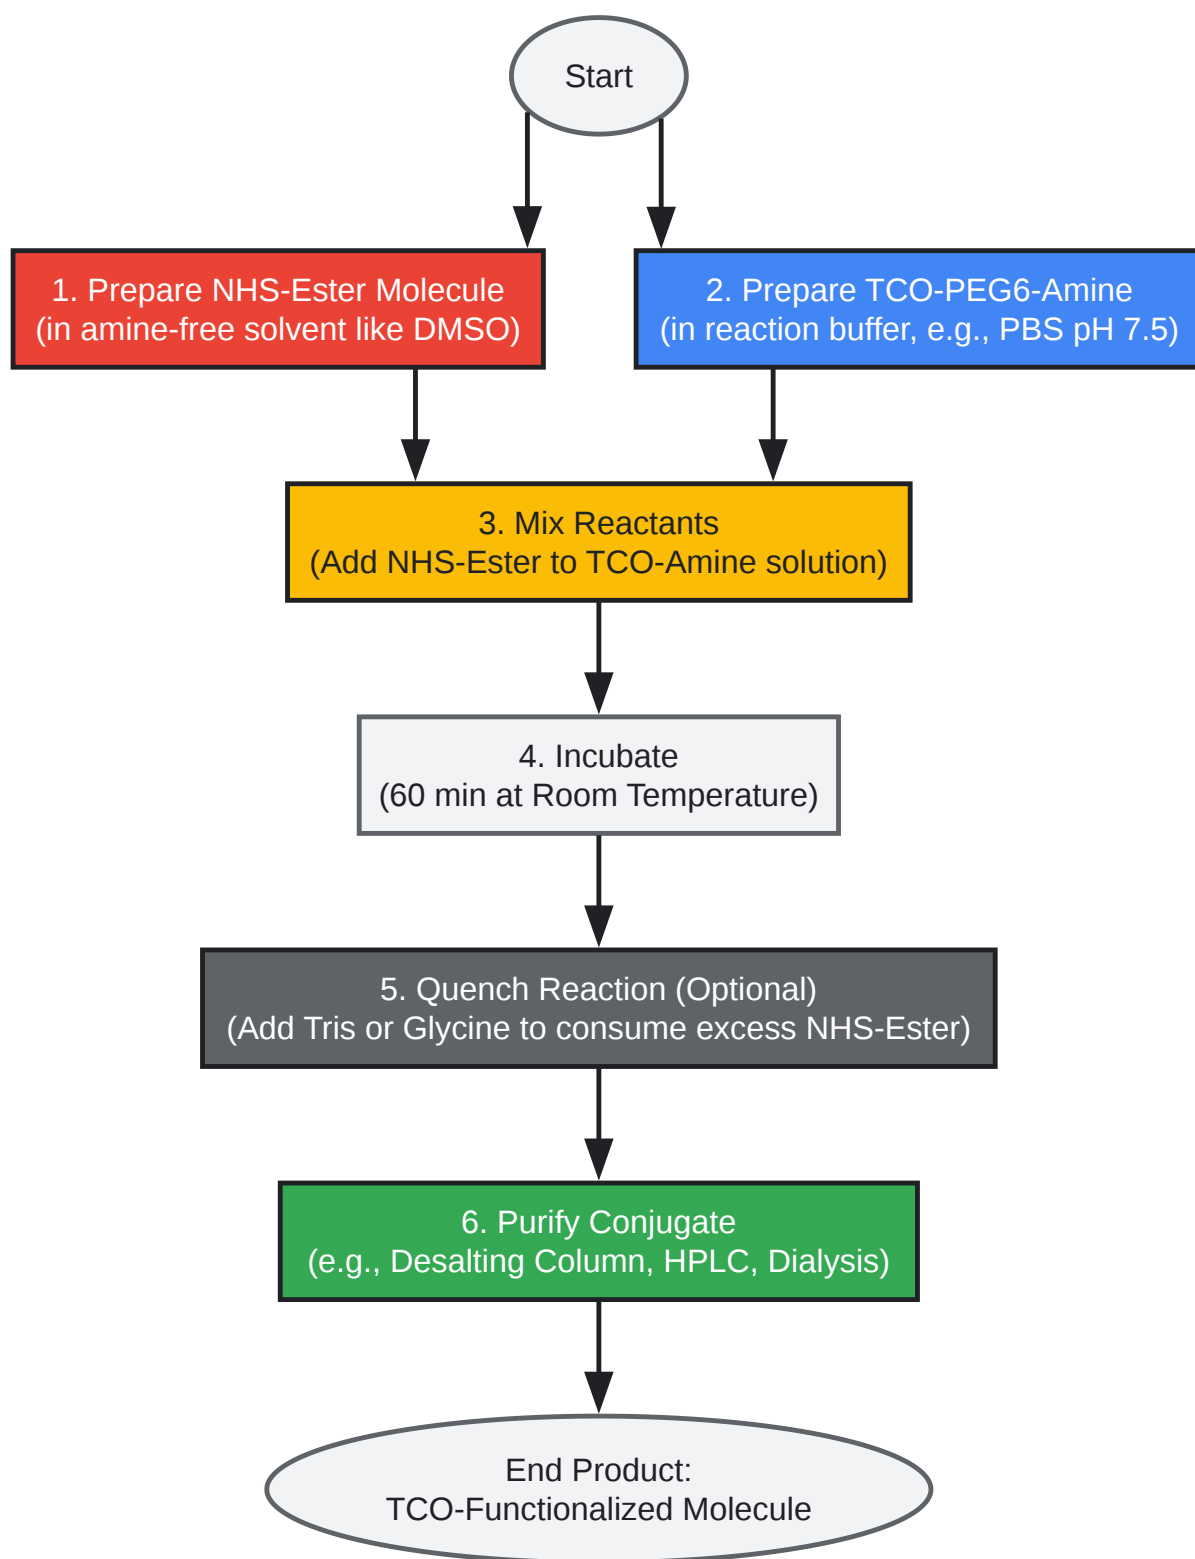 Start
1. Prepare NHS-Ester Molecule
(in amine-free solvent like DMSO)
2. Prepare TCO-PEG6-Amine
(in reaction buffer, e.g., PBS pH 7.5)
3. Mix Reactants
(Add NHS-Ester to TCO-Amine solution)
4. Incubate
(60 min at Room Temperature)
5. Quench Reaction (Optional)
(Add Tris or Glycine to consume excess NHS-Ester)
6. Purify Conjugate
(e.g., Desalting Column, HPLC, Dialysis)
End Product:
TCO-Functionalized Molecule